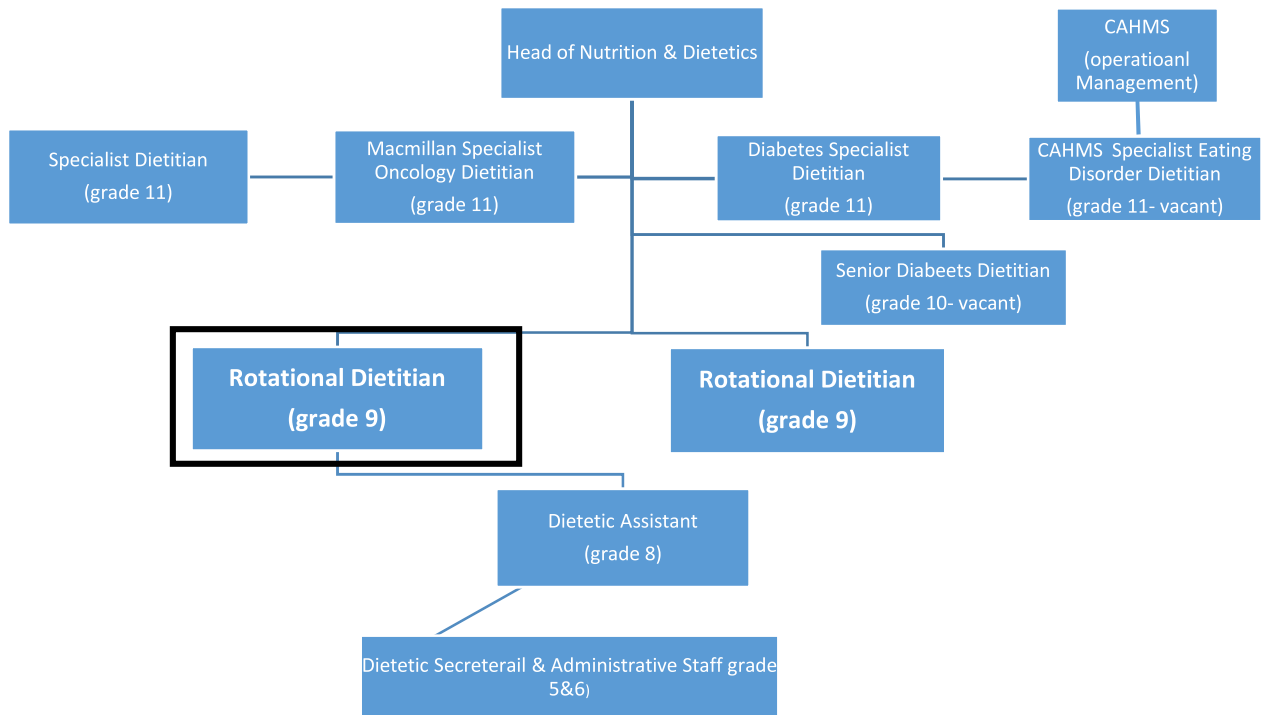 Head of Nutrition & Dietetics
CAHMS
(operatioanl
Management)
Specialist Dietitian
(grade 11)
Macmillan Specialist
Oncology Dietitian
(grade 11)
Diabetes Specialist
Dietitian
(grade 11)
CAHMS  Specialist Eating
Disorder Dietitian
(grade 11- vacant)
Senior Diabeets Dietitian
(grade 10- vacant)
Rotational Dietitian
(grade 9)
Rotational Dietitian
(grade 9)
Dietetic Assistant
(grade 8)
Dietetic Secreterail & Administrative Staff grade
5&6)